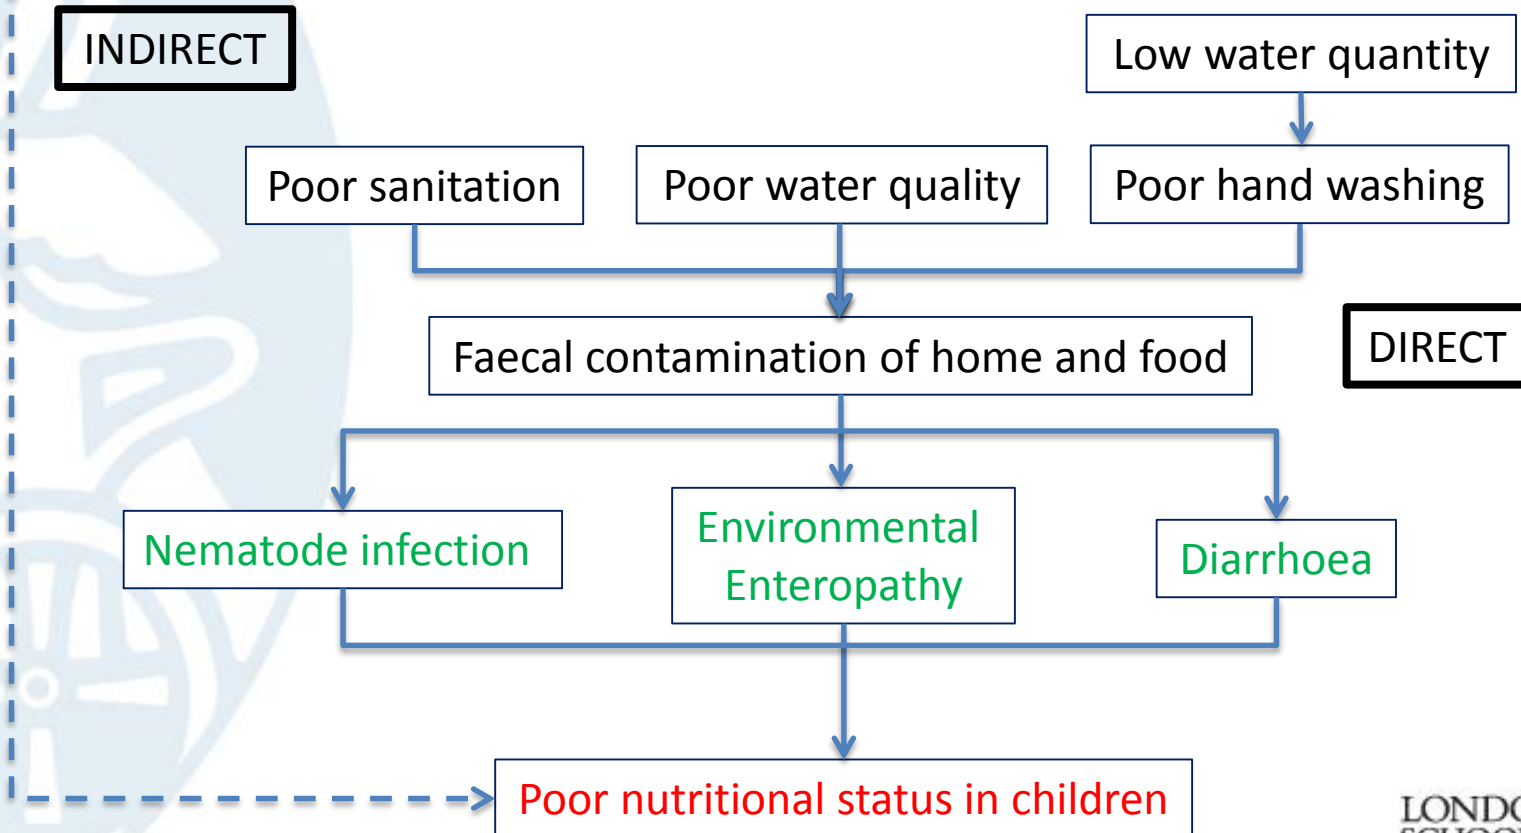 INDIRECT
Low water quantity
Poor sanitation
Poor water quality
Poor hand washing
Faecal contamination of home and food
DIRECT
Nematode infection
Environmental
Enteropathy
Diarrhoea
Poor nutritional status in children